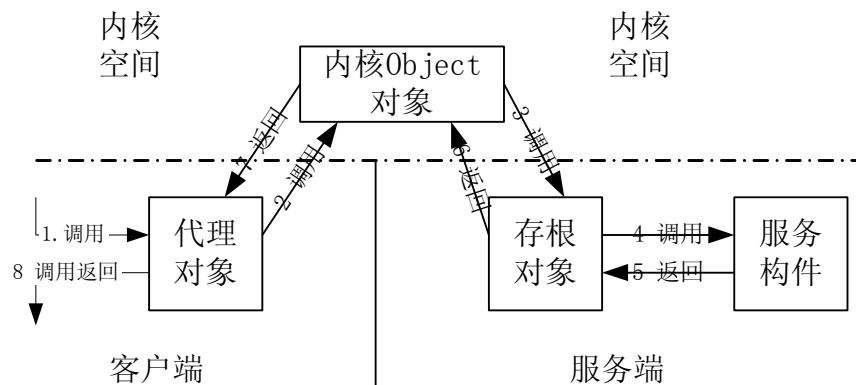 内核
空间
内核
空间
内核Object
对象
7 返回
2 调用
3 调用
6 返回
1.调用
8 调用返回
代理
对象
存根
对象
4 调用
5 返回
服务
构件
客户端
服务端